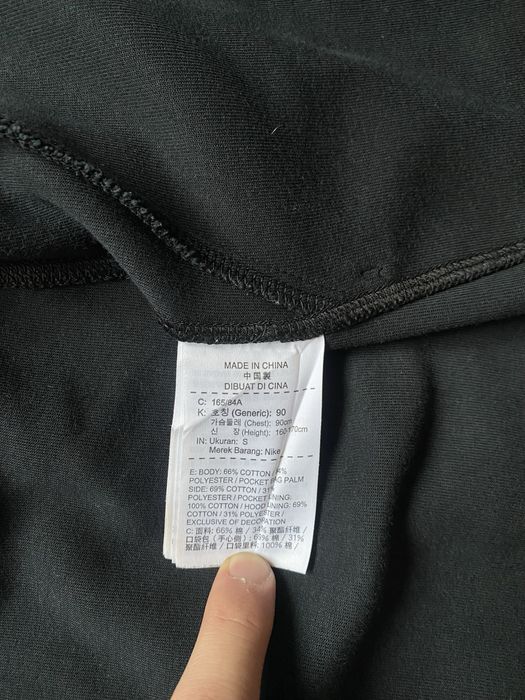 MADE IN CHINA
中国製
DIBUAT DI CINA
C: 165/84A
K: 호칭 (Generic): 90
가슴둘레 (Chest): 90cm
신 장 (Height): 160-170cm
IN: Ukuran: S
Merek Barang: Nike
E: BODY: 66% COTTON / 34%
POLYESTER / POCKET BAG PALM
SIDE: 69% COTTON / 31%
POLYESTER / POCKET LINING:
100% COTTON / HOOD LINING: 69%
COTTON / 31% POLYESTER /
EXCLUSIVE OF DECORATION
C: 面料: 66% 棉 / 34% 聚酯纤维 /
口袋包 (手心侧) : 69% 棉 / 31%
聚酯纤维 / 口袋里料: 100% 棉 /